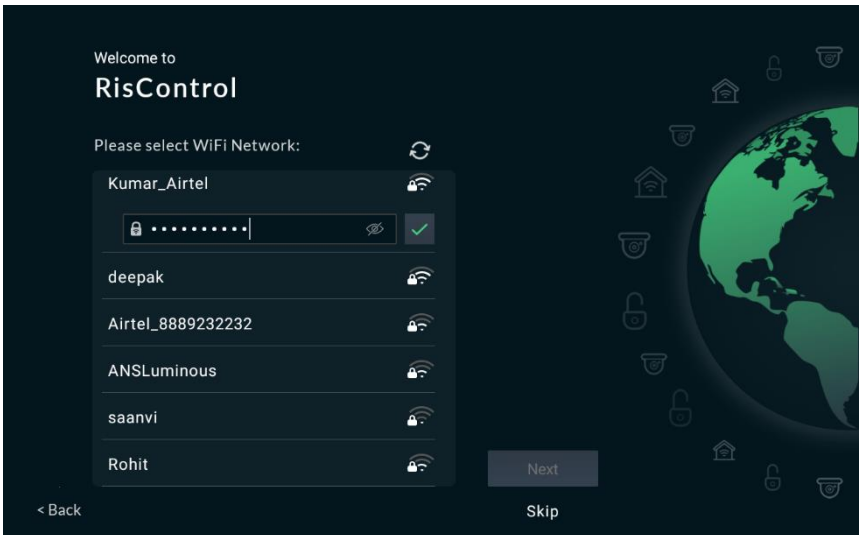 Welcome to
RisControl
Please select WiFi Network:
Kumar_Airtel
••••••••••
deepak
Airtel_8889232232
ANSLuminous
saanvi
Rohit
Next
< Back
Skip